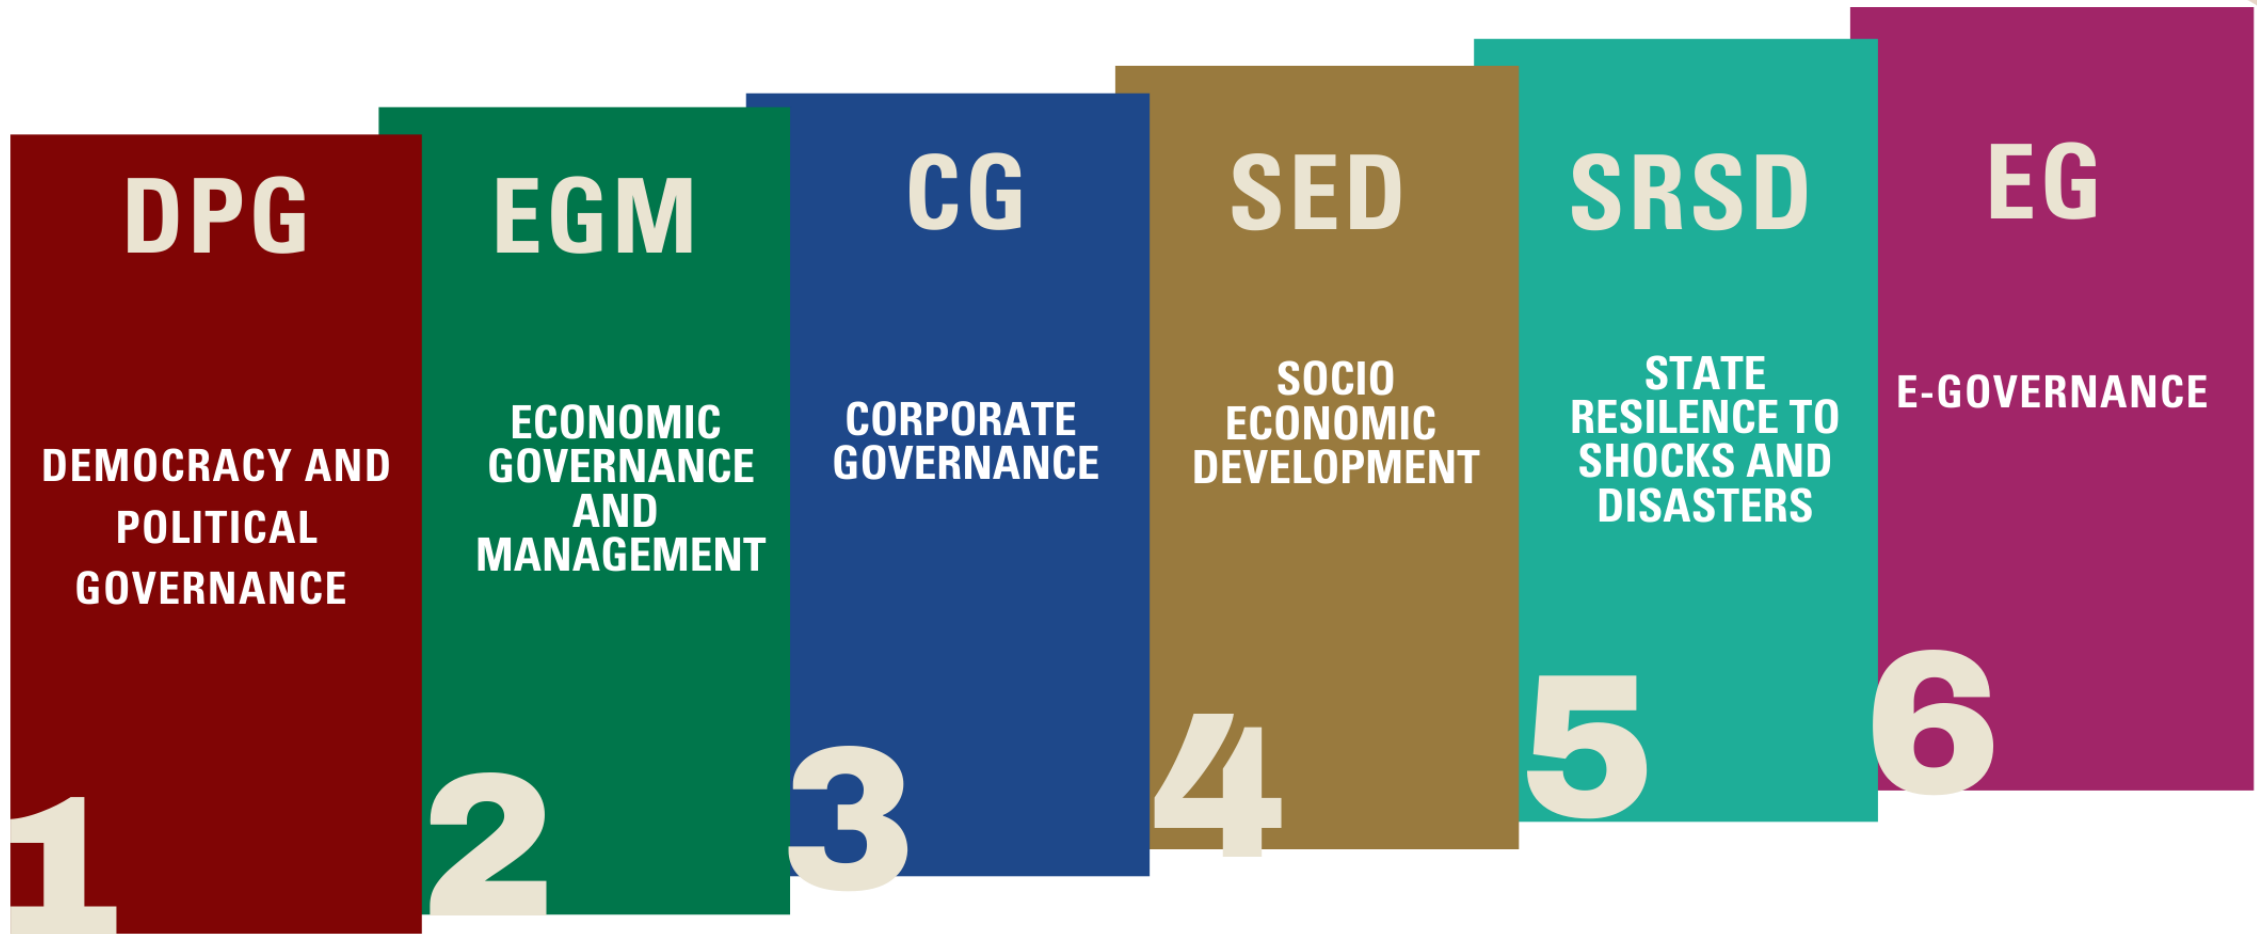 DPG
DEMOCRACY AND
POLITICAL
GOVERNANCE
1
EGM
ECONOMIC
GOVERNANCE
AND
MANAGEMENT
2
CG
CORPORATE
GOVERNANCE
3
SED
SOCIO
ECONOMIC
DEVELOPMENT
4
SRSD
STATE
RESILENCE TO
SHOCKS AND
DISASTERS
5
EG
E-GOVERNANCE
6